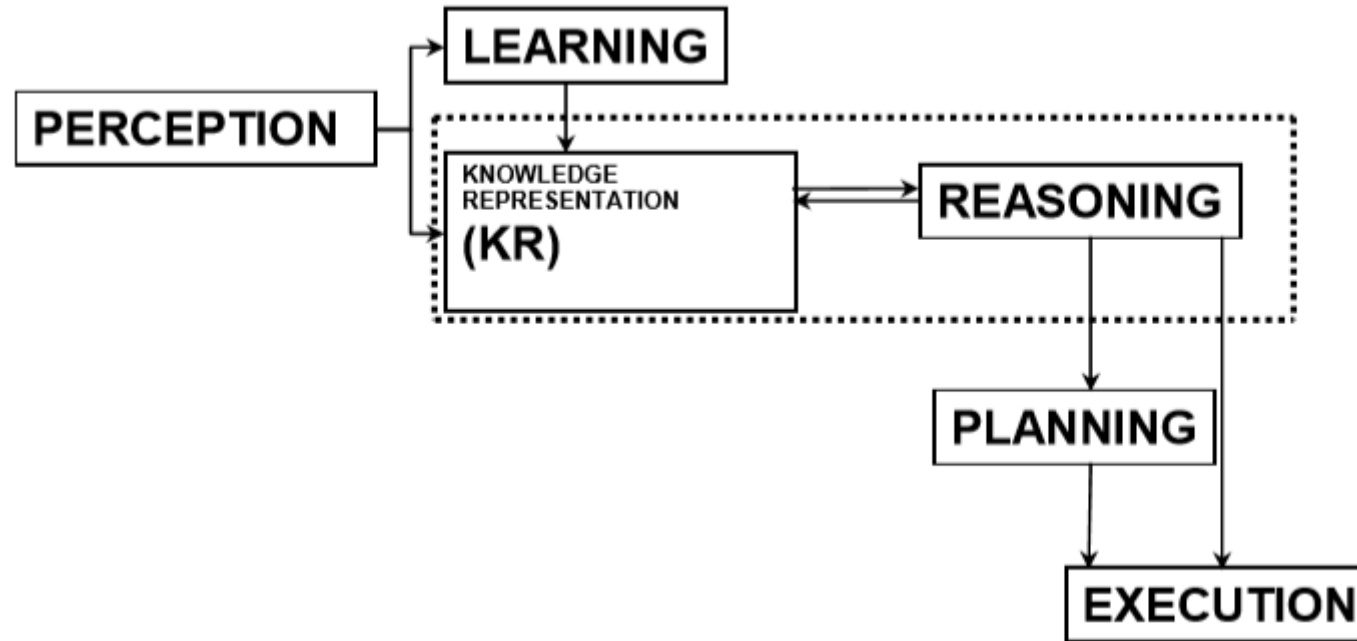 LEARNING
PERCEPTION
KNOWLEDGE
REPRESENTATION
(KR)
REASONING
PLANNING
EXECUTION